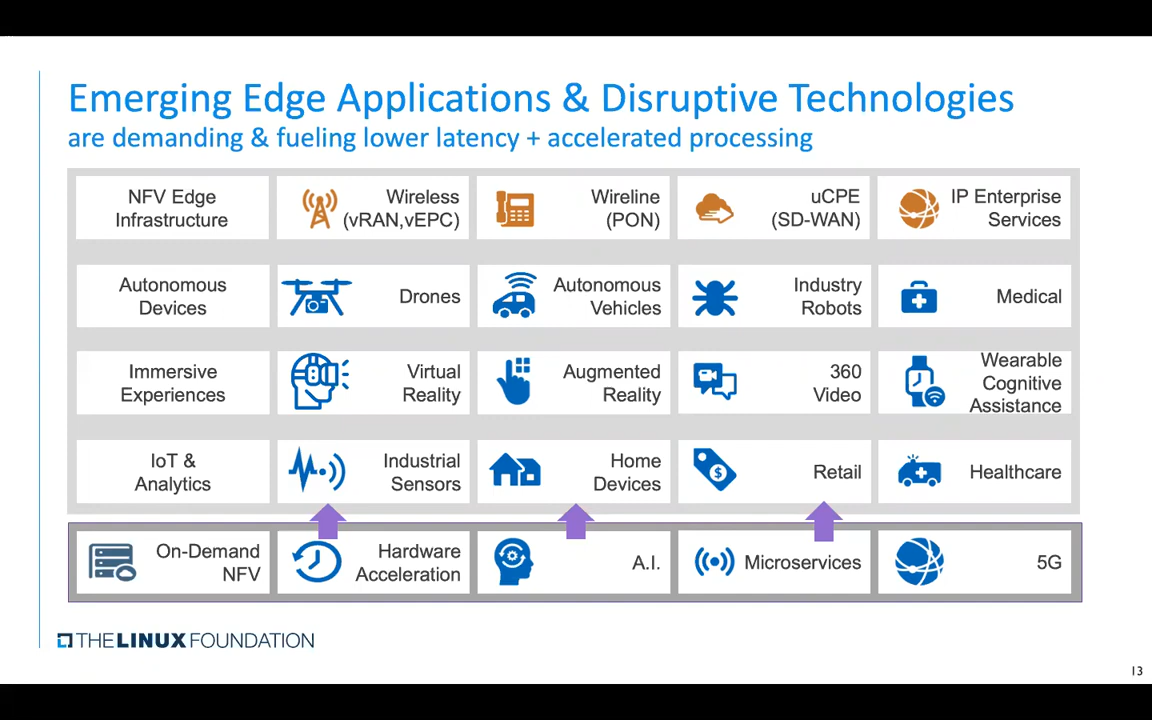 Emerging Edge Applications & Disruptive Technologies
are demanding & fueling lower latency + accelerated processing
NFV Edge
Infrastructure
Wireless
(vRAN,vEPC)
Wireline
(PON)
uCPE
(SD-WAN)
IP Enterprise
Services
Autonomous
Devices
Drones
Autonomous
Vehicles
Industry
Robots
Medical
Immersive
Experiences
Virtual
Reality
Augmented
Reality
360
Video
Wearable
Cognitive
Assistance
IoT &
Analytics
Industrial
Sensors
Home
Devices
$
Retail
Healthcare
On-Demand
NFV
Hardware
Acceleration
A.I.
Microservices
5G
THE LINUX FOUNDATION
13